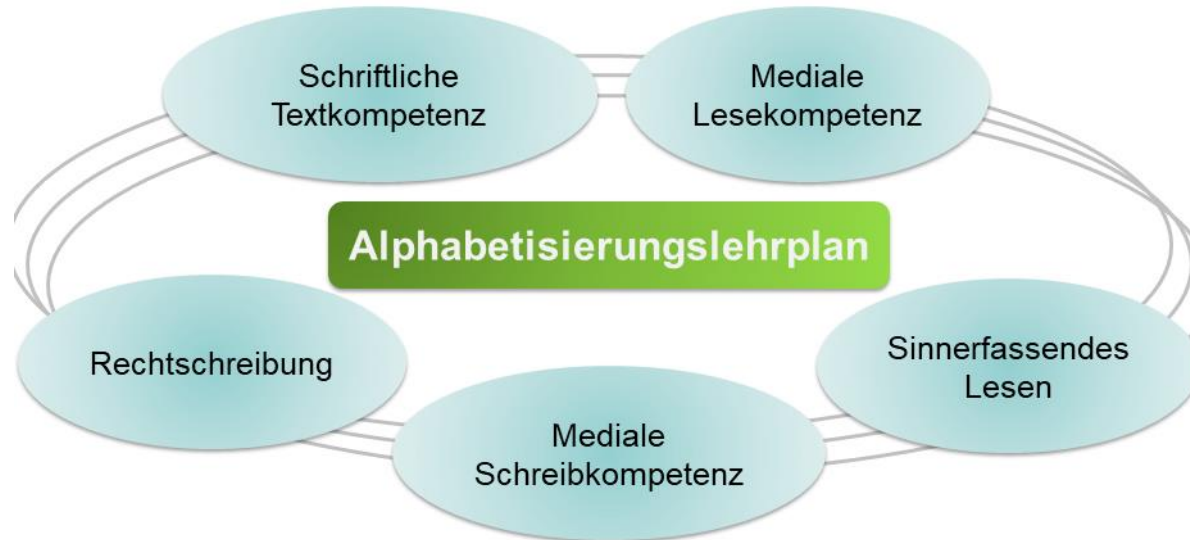 Schriftliche
Textkompetenz
Mediale
Lesekompetenz
Alphabetisierungslehrplan
Rechtschreibung
Sinnerfassendes
Lesen
Mediale
Schreibkompetenz